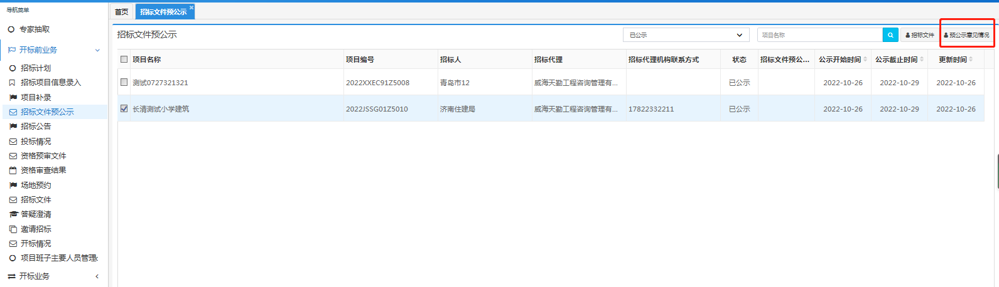 导航菜单
首页
招标文件预公示
专家抽取
开标前业务
招标计划
招标项目信息录入
项目补录
招标文件预公示
招标公告
投标情况
资格预审文件
资格审查结果
场地预约
招标文件
答疑澄清
邀请招标
开标情况
项目班子主要人员管理
开标业务
招标文件预公示
已公示
项目名称
招标文件
预公示意见情况
项目名称 项目编号 招标人 招标代理 招标代理机构联系方式 状态 招标文件预公... 公示开始时间 公示截止时间 更新时间
测试0727321321 2022XXEC91Z5008 青岛市12 威海天勤工程咨询管理有... 已公示 2022-10-26 2022-10-29 2022-10-26
长清测试小学建筑 2022JSSG01Z5010 济南住建局 威海天勤工程咨询管理有... 17822332211 已公示 2022-10-26 2022-10-29 2022-10-26